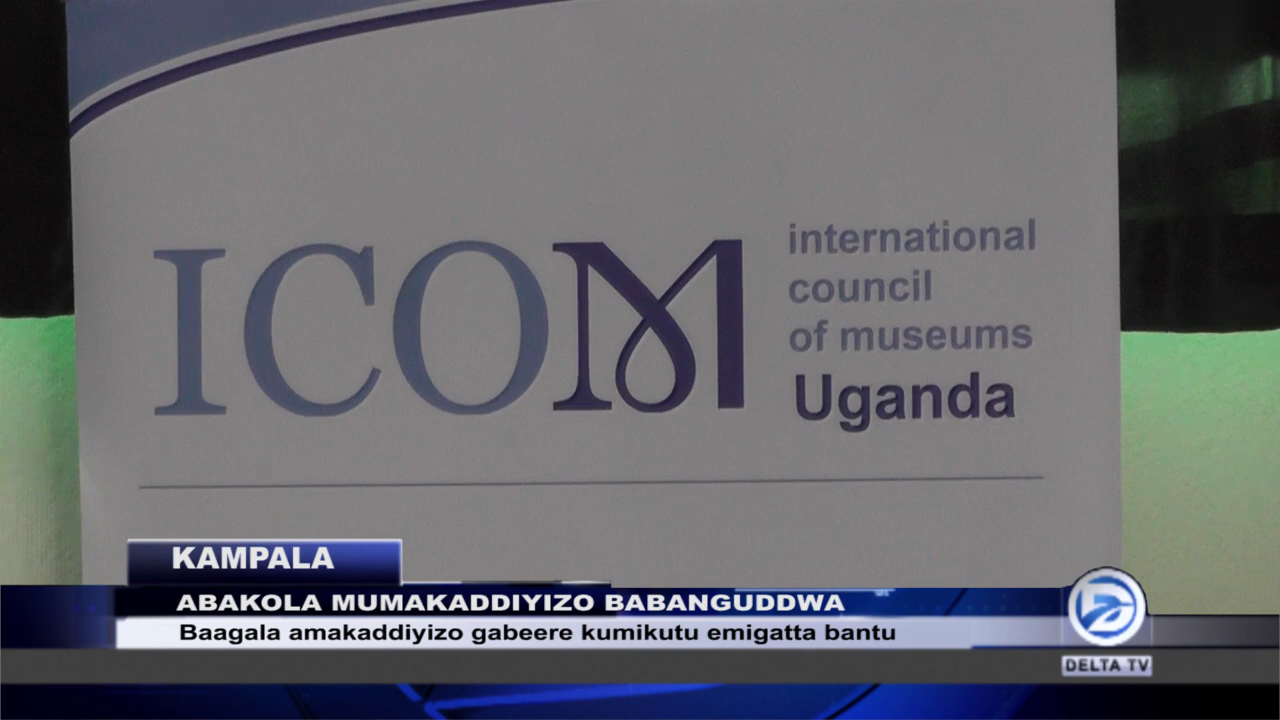 ICOM
international
council
of museums
Uganda
KAMPALA
ABAKOLA MUMAKADDIYIZO BABANGUDDWA
Baagala amakaddiyizo gabeere kumikutu emigatta bantu
DELTA TV